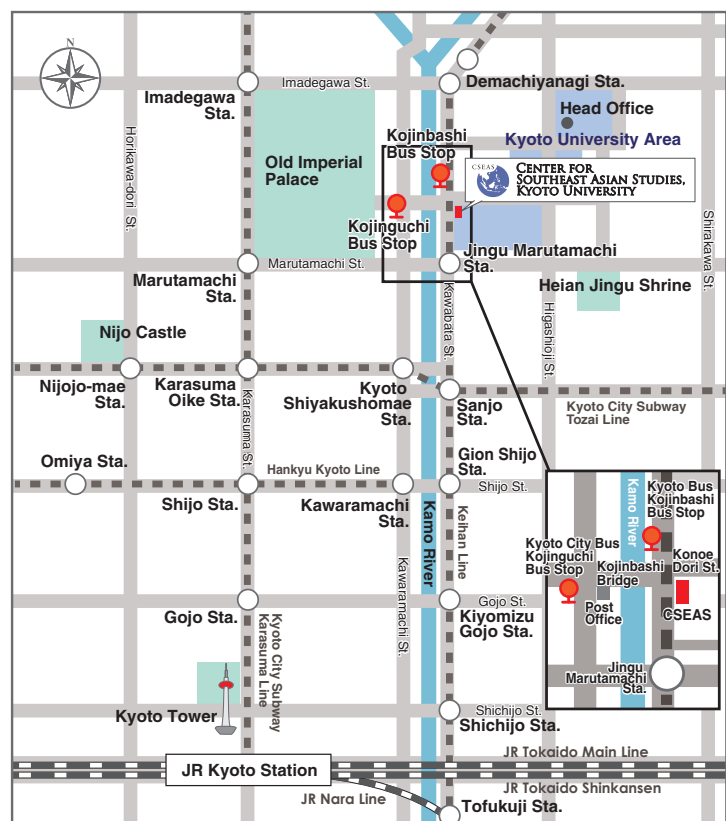 N
Imadegawa St.
Demachiyanagi Sta.
Imadegawa
Sta.
Head Office
Kojinbashi
Bus Stop
Kyoto University Area
Horikawa-dori St.
Old Imperial
Palace
CSEAS
CENTER FOR
SOUTHEAST ASIAN STUDIES,
KYOTO UNIVERSITY
Kojinguchi
Bus Stop
Shirakawa St.
Jingu Marutamachi
Sta.
Marutamachi St.
Marutamachi
Sta.
Heian Jingu Shrine
Kawabata St.
Higashioji St.
Nijo Castle
Nijojo-mae
Sta.
Karasuma
Oike Sta.
Karasuma St.
Kyoto
Shiyakushomae
Sta.
Sanjo
Sta.
Kyoto City Subway
Tozai Line
Omiya Sta.
Hankyu Kyoto Line
Gion Shijo
Sta.
Shijo St.
Shijo Sta.
Kawaramachi
Sta.
Kamo River
Keihan Line
Kawaramachi St.
Kyoto Bus
Kojinbashi
Bus Stop
Kamo River
Kyoto City Bus
Kojinguchi
Bus Stop
Kojinbashi
Bridge
Konoe
Dori St.
Post
Office
CSEAS
Jingu
Marutamachi
Sta.
Gojo Sta.
Gojo St.
Kiyomizu
Gojo Sta.
Kyoto City Subway
Karasuma Line
Kyoto Tower
Shichijo St.
Shichijo Sta.
JR Tokaido Main Line
JR Kyoto Station
JR Tokaido Shinkansen
JR Nara Line
Tofukuji Sta.